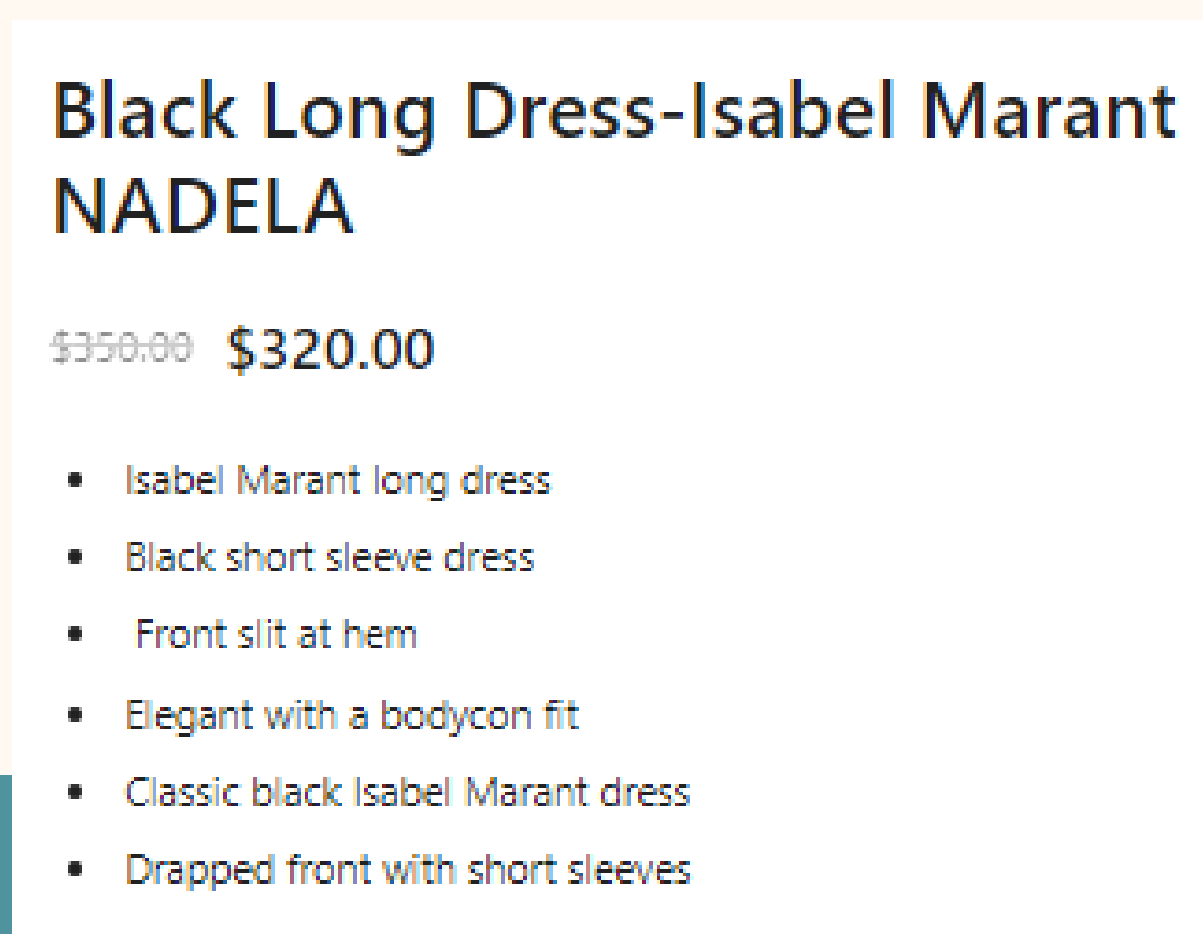 Black Long Dress-Isabel Marant
NADELA
$350.00 $320.00
• Isabel Marant long dress
• Black short sleeve dress
• Front slit at hem
• Elegant with a bodycon fit
• Classic black Isabel Marant dress
• Drapped front with short sleeves